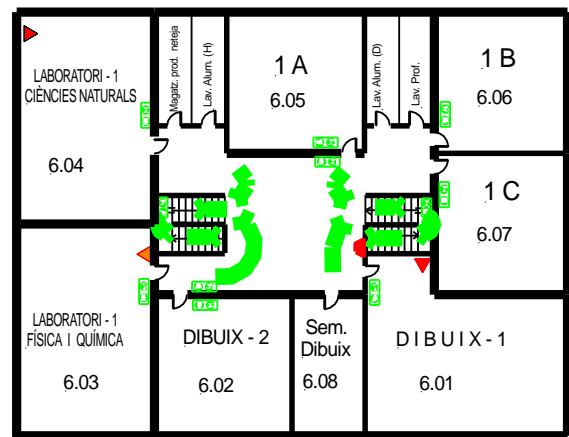 LABORATORI - 1
CIÈNCIES NATURALS
6.04
Magatz. prod. neteja
Lav. Alum. (H)
1 A
6.05
Lav. Alum. (D)
Lav. Prof.
1 B
6.06
1 C
6.07
LABORATORI - 1
FÍSICA I QUÍMICA
6.03
DIBUIX - 2
6.02
Sem.
Dibuix
6.08
DIBUIX - 1
6.01